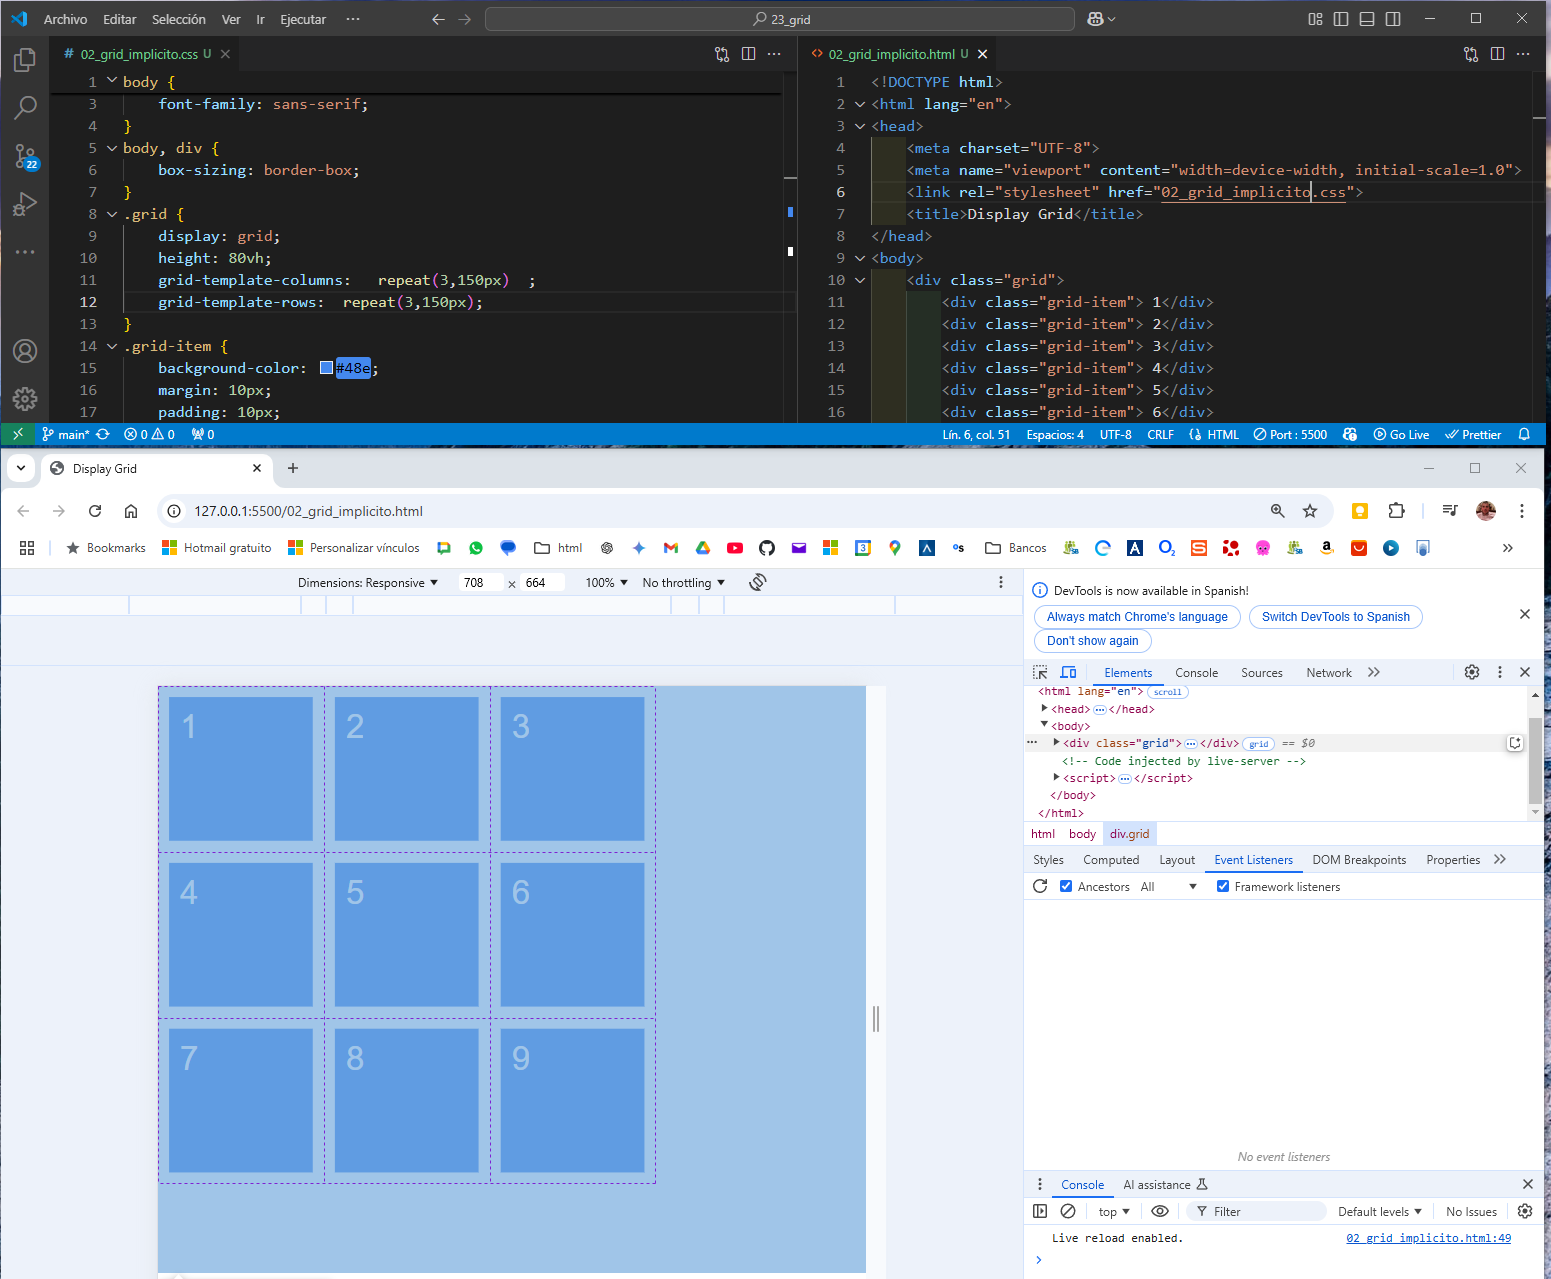 Archivo Editar Selección Ver Ir Ejecutar ··· 23_grid
# 02_grid_implicito.css U
1 body {
3 font-family: sans-serif;
4 }
5 body, div {
6 box-sizing: border-box;
7 }
8 .grid {
9 display: grid;
10 height: 80vh;
11 grid-template-columns: repeat(3,150px) ;
12 grid-template-rows: repeat(3,150px);
13 }
14 .grid-item {
15 background-color: #48e;
16 margin: 10px;
17 padding: 10px;
<> 02_grid_implicito.html U
1 <!DOCTYPE html>
2 <html lang="en">
3 <head>
4 <meta charset="UTF-8">
5 <meta name="viewport" content="width=device-width, initial-scale=1.0">
6 <link rel="stylesheet" href="02_grid_implicito.css">
7 <title>Display Grid</title>
8 </head>
9 <body>
10 <div class="grid">
11 <div class="grid-item"> 1</div>
12 <div class="grid-item"> 2</div>
13 <div class="grid-item"> 3</div>
14 <div class="grid-item"> 4</div>
15 <div class="grid-item"> 5</div>
16 <div class="grid-item"> 6</div>
22
main* 0 0 0 Lín. 6, col. 51 Espacios: 4 UTF-8 CRLF HTML Port : 5500 Go Live Prettier
Display Grid
127.0.0.1:5500/02_grid_implicito.html
Bookmarks Hotmail gratuito Personalizar vínculos html Bancos
Dimensions: Responsive 708 x 664 100% No throttling
1 2 3
4 5 6
7 8 9
DevTools is now available in Spanish!
Always match Chrome's language Switch DevTools to Spanish
Don't show again
Elements Console Sources Network
<html lang="en"> scroll
<head> ··· </head>
<body>
<div class="grid"> ··· </div> grid == $0
<!-- Code injected by live-server -->
<script> ··· </script>
</body>
</html>
html body div.grid
Styles Computed Layout Event Listeners DOM Breakpoints Properties
Ancestors All Framework listeners
No event listeners
Console AI assistance
top Filter Default levels No Issues
Live reload enabled. 02_grid_implicito.html:49